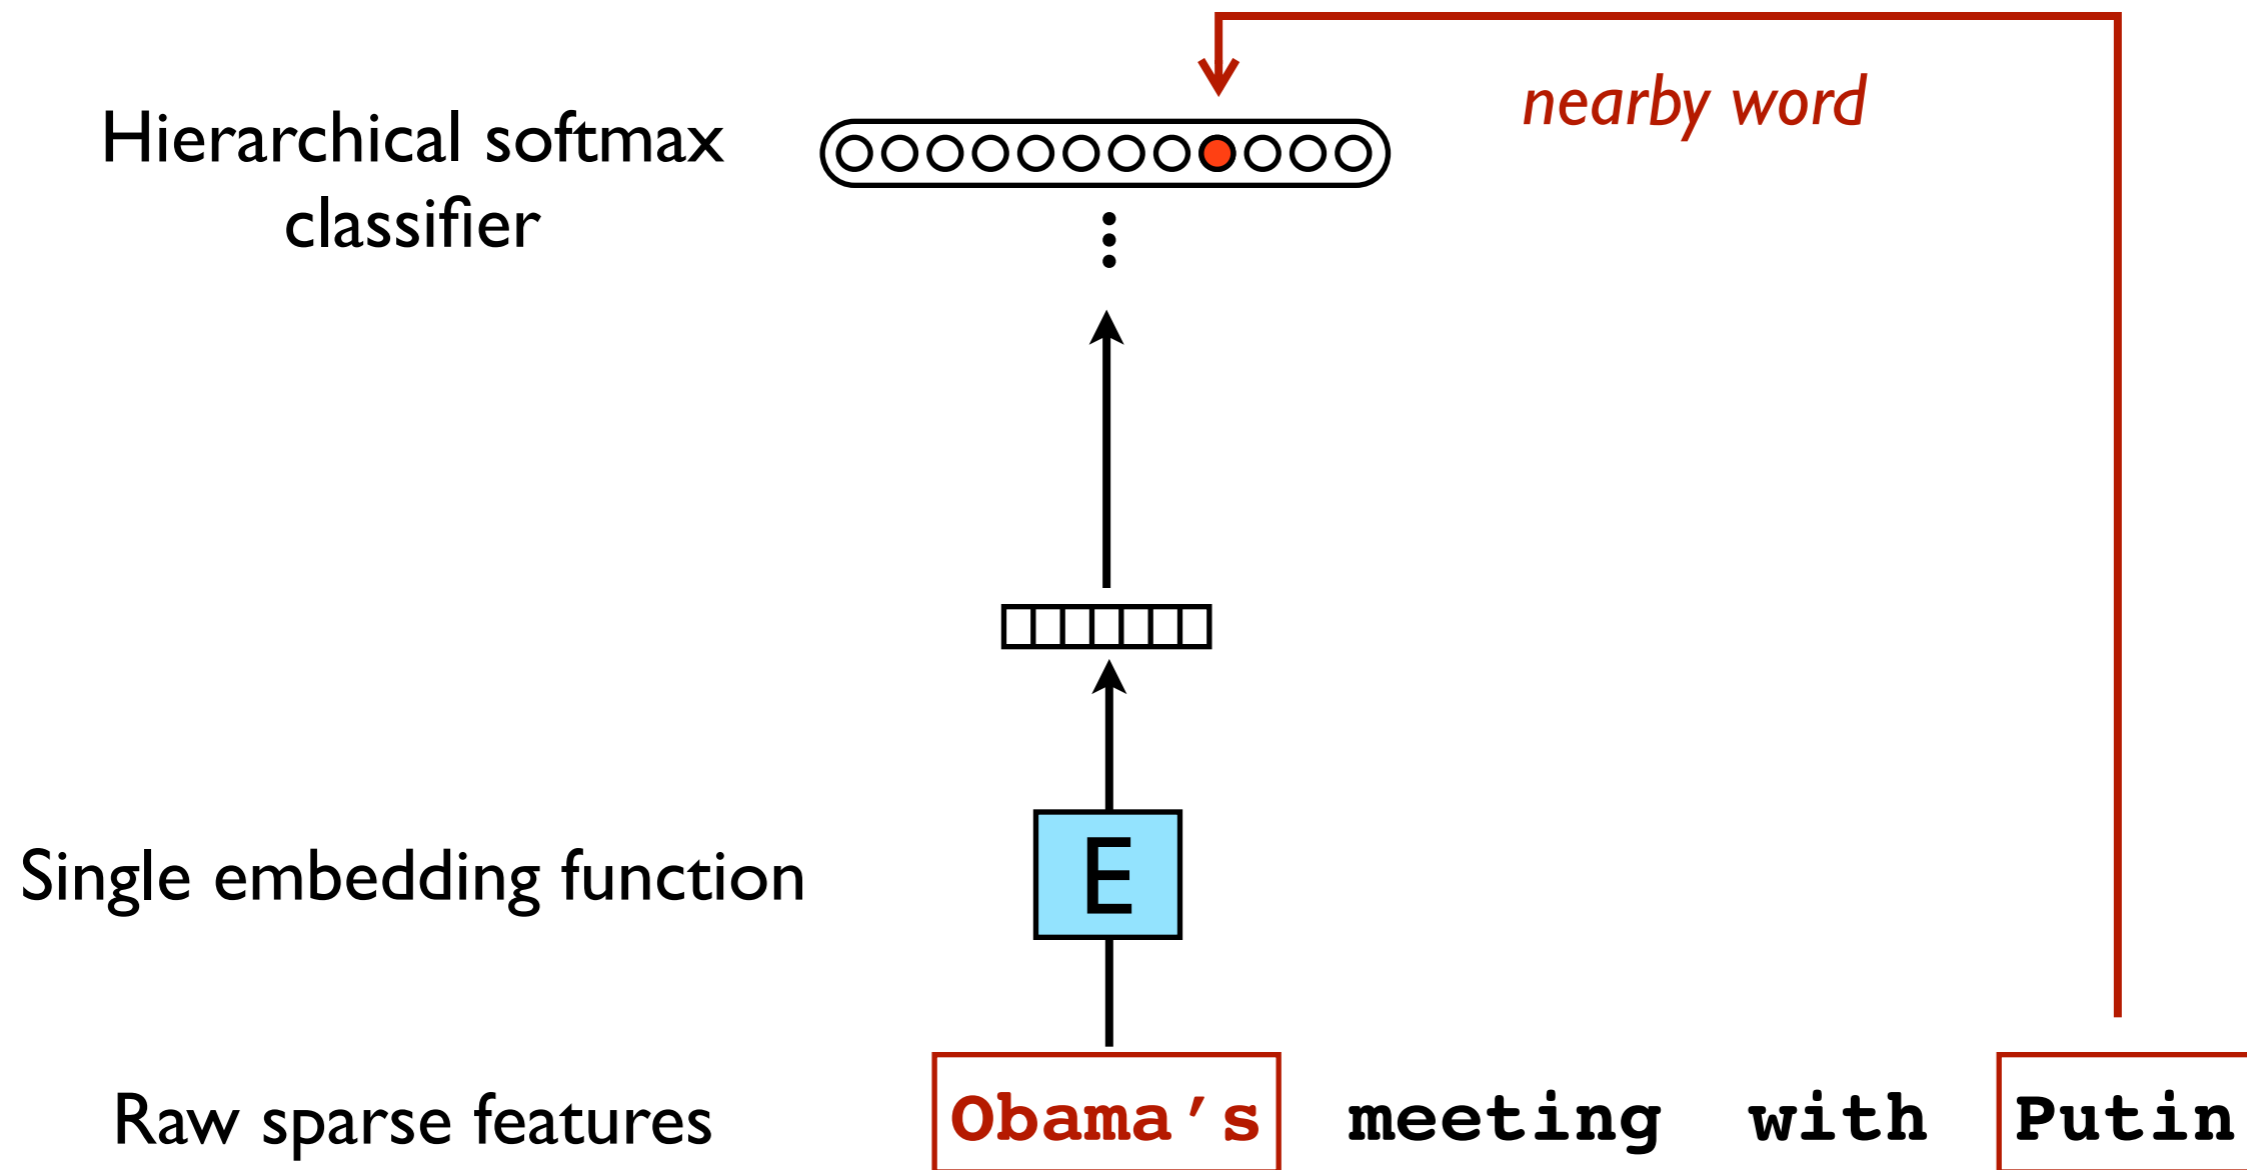 nearby word
Hierarchical softmax
classifier
Single embedding function
E
Raw sparse features
Obama's meeting with Putin